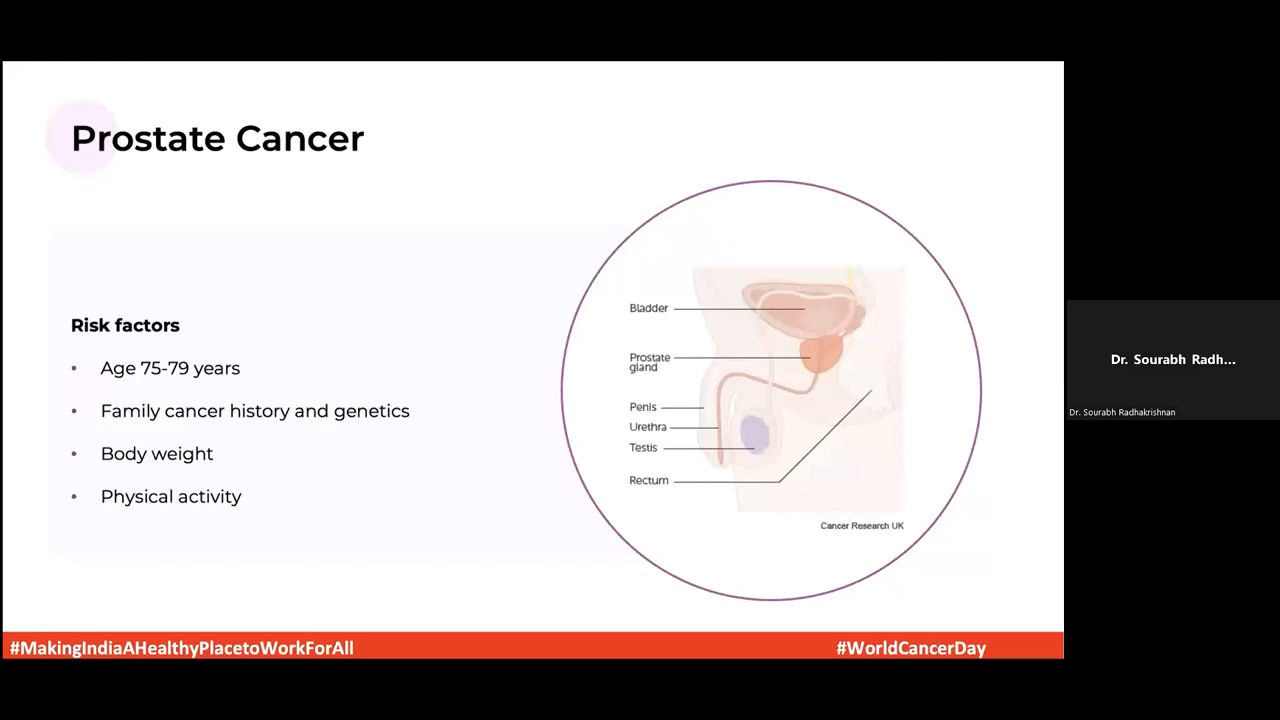 Prostate Cancer
Risk factors
• Age 75-79 years
• Family cancer history and genetics
• Body weight
• Physical activity
Bladder
Prostate
gland
Penis
Urethra
Testis
Rectum
Cancer Research UK
#MakingIndiaAHealthyPlacetoWorkForAll
#WorldCancerDay
Dr. Sourabh Radh...
Dr. Sourabh Radhakrishnan